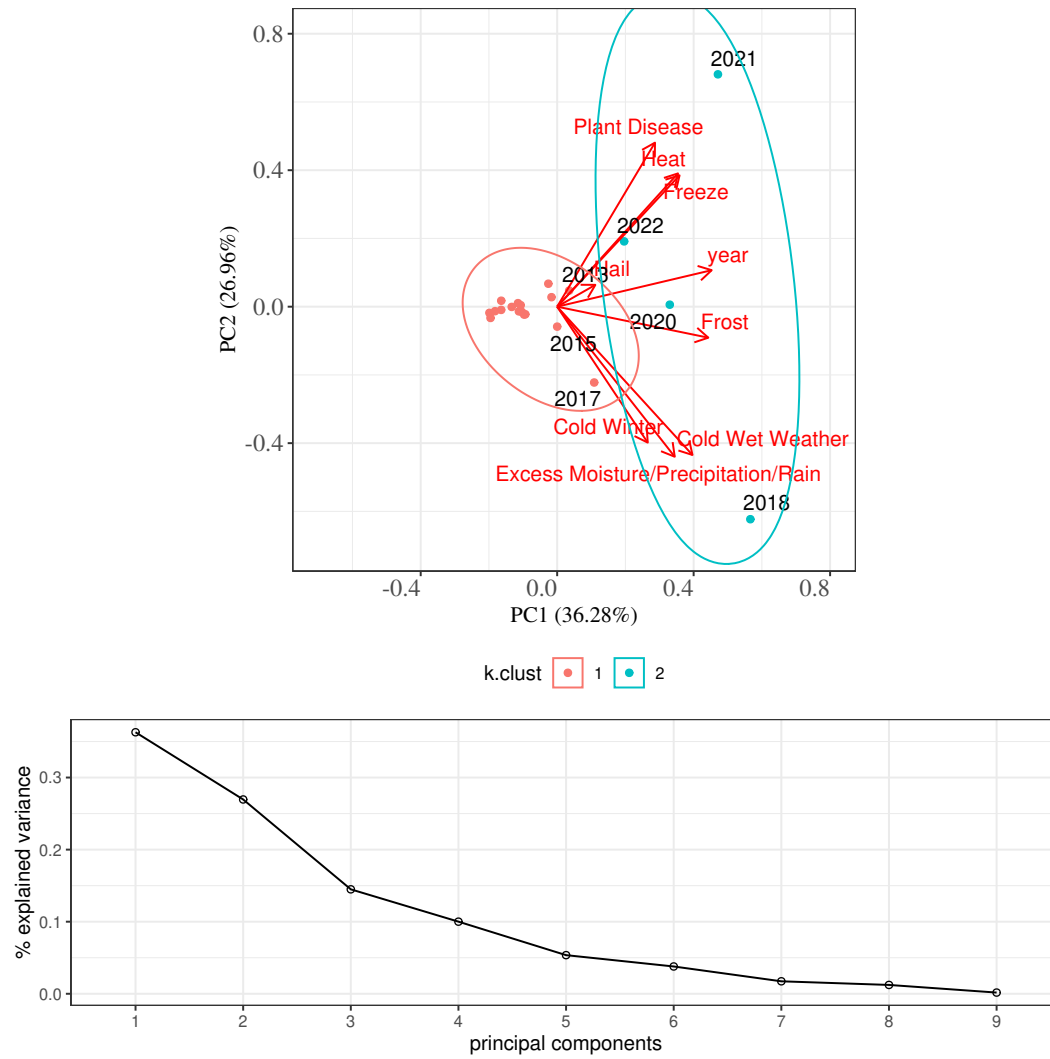 0.8
0.4
0.0
-0.4
PC2 (26.96%)
2021
Plant Disease
Heat
Freeze
2022
year
2013
Hail
2020
Frost
2015
2017
Cold Winter
Cold Wet Weather
Excess Moisture/Precipitation/Rain
2018
-0.4 0.0 0.4 0.8
PC1 (36.28%)
k.clust 1 2
% explained variance
0.3
0.2
0.1
0.0
1 2 3 4 5 6 7 8 9
principal components